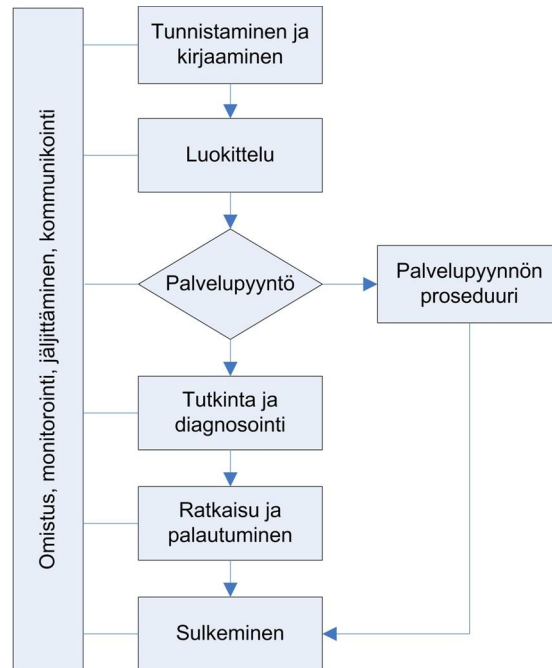 Omistus, monitorointi, jäljittäminen, kommunikointi
Tunnistaminen ja
kirjaaminen
Luokittelu
Palvelupyyntö
Palvelupyynnön
proseduuri
Tutkinta ja
diagnosointi
Ratkaisu ja
palautuminen
Sulkeminen